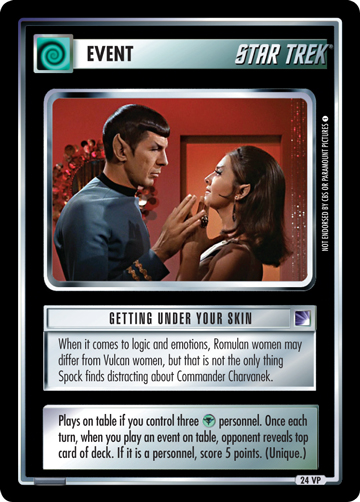 EVENT
STAR TREK®
NOT ENDORSED BY CBS OR PARAMOUNT PICTURES
GETTING UNDER YOUR SKIN
When it comes to logic and emotions, Romulan women may
differ from Vulcan women, but that is not the only thing
Spock finds distracting about Commander Charvanek.
Plays on table if you control three personnel. Once each
turn, when you play an event on table, opponent reveals top
card of deck. If it is a personnel, score 5 points. (Unique.)
24 VP